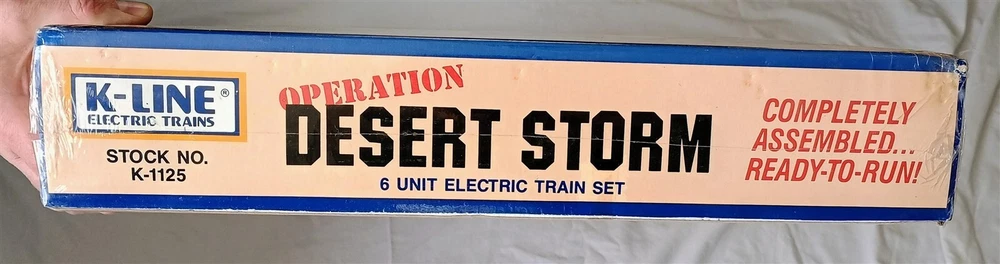 K-LINE®
ELECTRIC TRAINS
STOCK NO.
K-1125
OPERATION
DESERT STORM
6 UNIT ELECTRIC TRAIN SET
COMPLETELY
ASSEMBLED...
READY-TO-RUN!